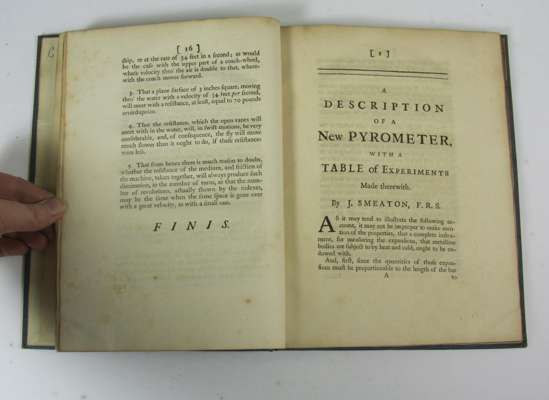 [ 16 ]
ship, or at the rate of 34 feet in a second; as would
be the case with the upper part of a coach-wheel,
whose velocity thro' the air is double to that, where-
with the coach moves forward.
3. That a plane surface of 3 inches square, moving
thro' the water with a velocity of 34 feet per second,
will meet with a resistance, at least, equal to 70 pounds
averdupoize.
4. That the resistance, which the open vanes will
meet with in the water, will, in swift motions, be very
considerable, and, of consequence, the fly will move
much slower than it ought to do, if those resistances
were less.
5. That from hence there is much reason to doubt,
whether the resistance of the medium, and friction of
the machine, taken together, will always produce such
diminution, in the number of turns, as that the num-
ber of revolutions, actually shown by the indexes,
may be the same when the same space is gone over
with a great velocity, as with a small one.
FINIS.
[ 1 ]
A
DESCRIPTION
OF A
New PYROMETER,
WITH A
TABLE of EXPERIMENTS
Made therewith.
By J. SMEATON, F.R.S.
AS it may tend to illustrate the following ac-
count, it may not be improper to make men-
tion of the properties, that a complete instru-
ment, for measuring the expansions, that metalline
bodies are subject to by heat and cold, ought to be en-
dowed with.
And, first, since the quantities of those expan-
sions must be proportionable to the length of the bar
A
to